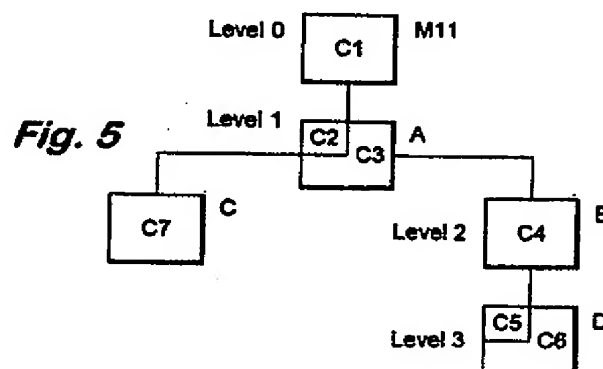 Level 0 C1 M11
Fig. 5
Level 1 C2 C3 A
C7 C
Level 2 C4
Level 3 C5 C6 D